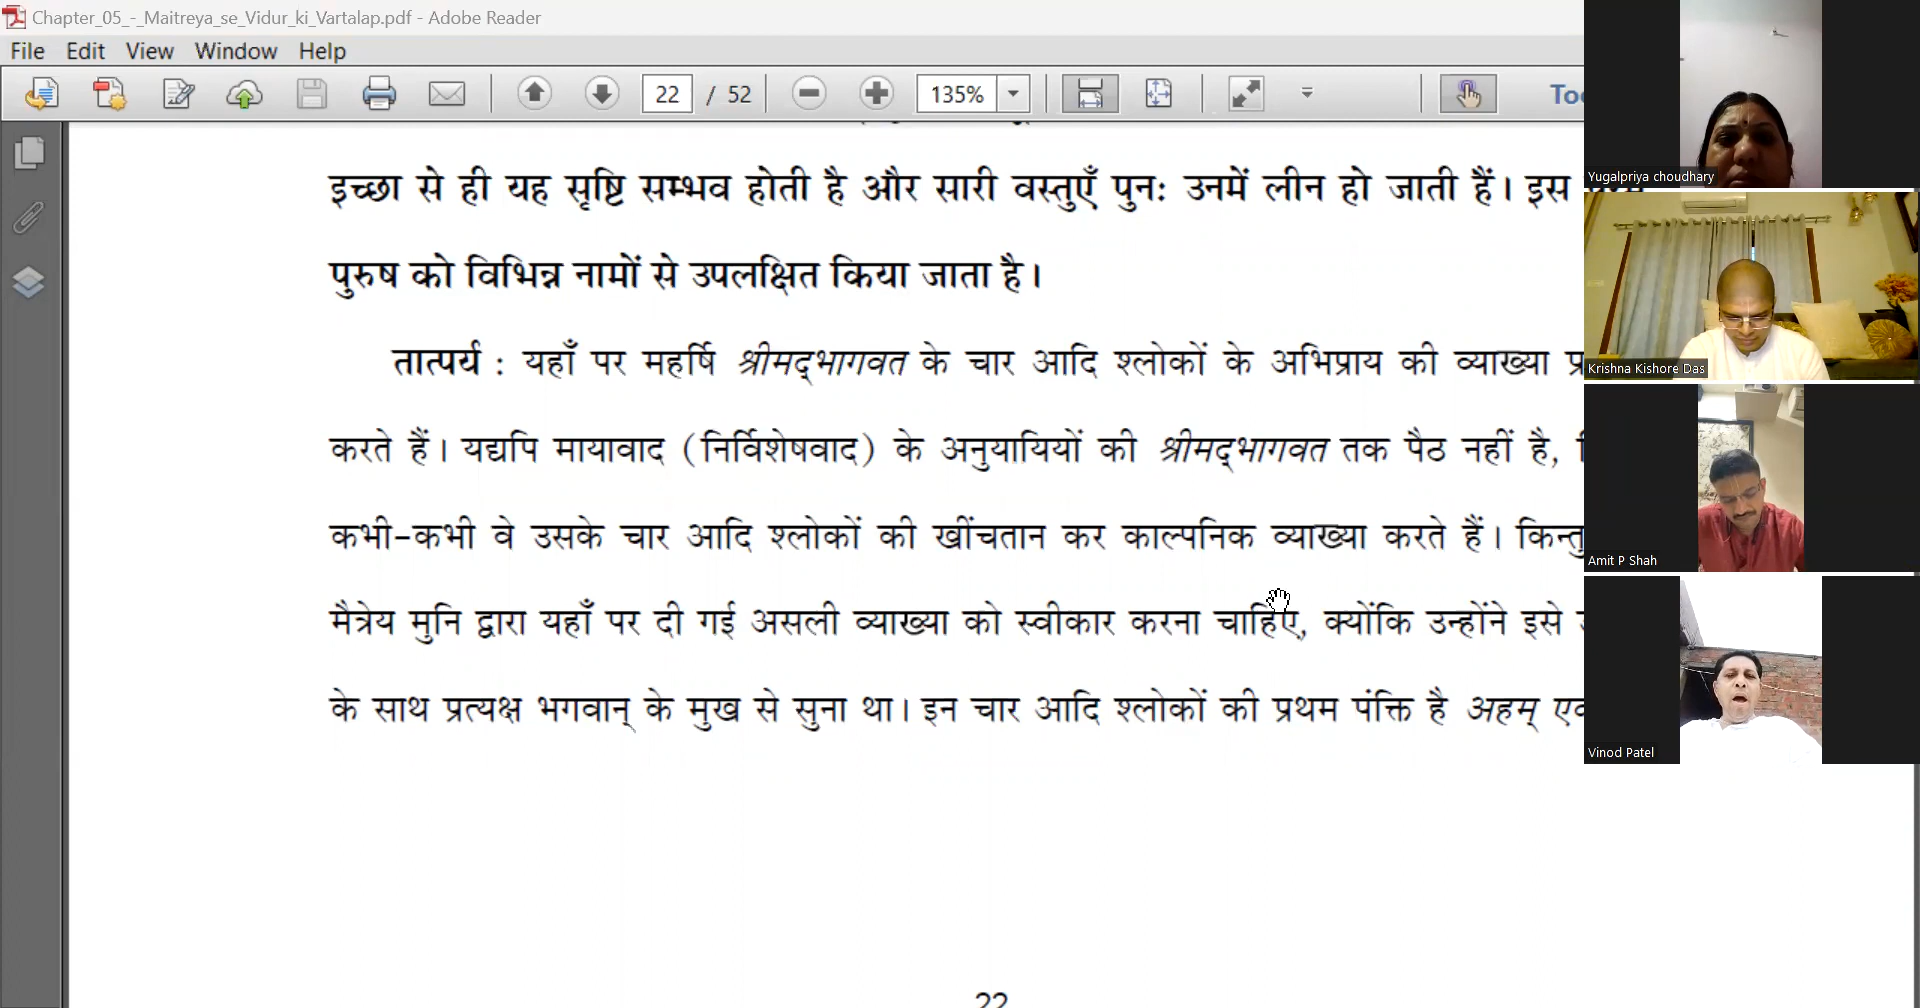 Chapter_05_-_Maitreya_se_Vidur_ki_Vartalap.pdf - Adobe Reader
File Edit View Window Help
22 / 52 135%
इच्छा से ही यह सृष्टि सम्भव होती है और सारी वस्तुएँ पुनः उनमें लीन हो जाती हैं। इस
पुरुष को विभिन्न नामों से उपलक्षित किया जाता है।
तात्पर्य : यहाँ पर महर्षि श्रीमद्भागवत के चार आदि श्लोकों के अभिप्राय की व्याख्या
करते हैं। यद्यपि मायावाद (निर्विशेषवाद) के अनुयायियों की श्रीमद्भागवत तक पैठ नहीं है,
कभी-कभी वे उसके चार आदि श्लोकों की खींचतान कर काल्पनिक व्याख्या करते हैं। किन्तु
मैत्रेय मुनि द्वारा यहाँ पर दी गई असली व्याख्या को स्वीकार करना चाहिए, क्योंकि उन्होंने इसे
के साथ प्रत्यक्ष भगवान् के मुख से सुना था। इन चार आदि श्लोकों की प्रथम पंक्ति है अहम्
22
Yugalpriya choudhary
Krishna Kishore Das
Amit P Shah
Vinod Patel